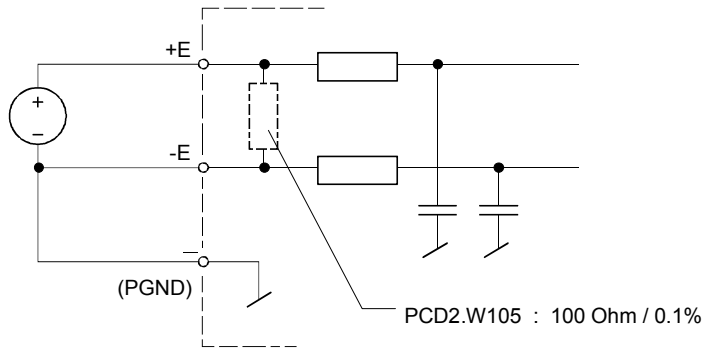 +E
+
–
-E
–
(PGND)
PCD2.W105 : 100 Ohm / 0.1%